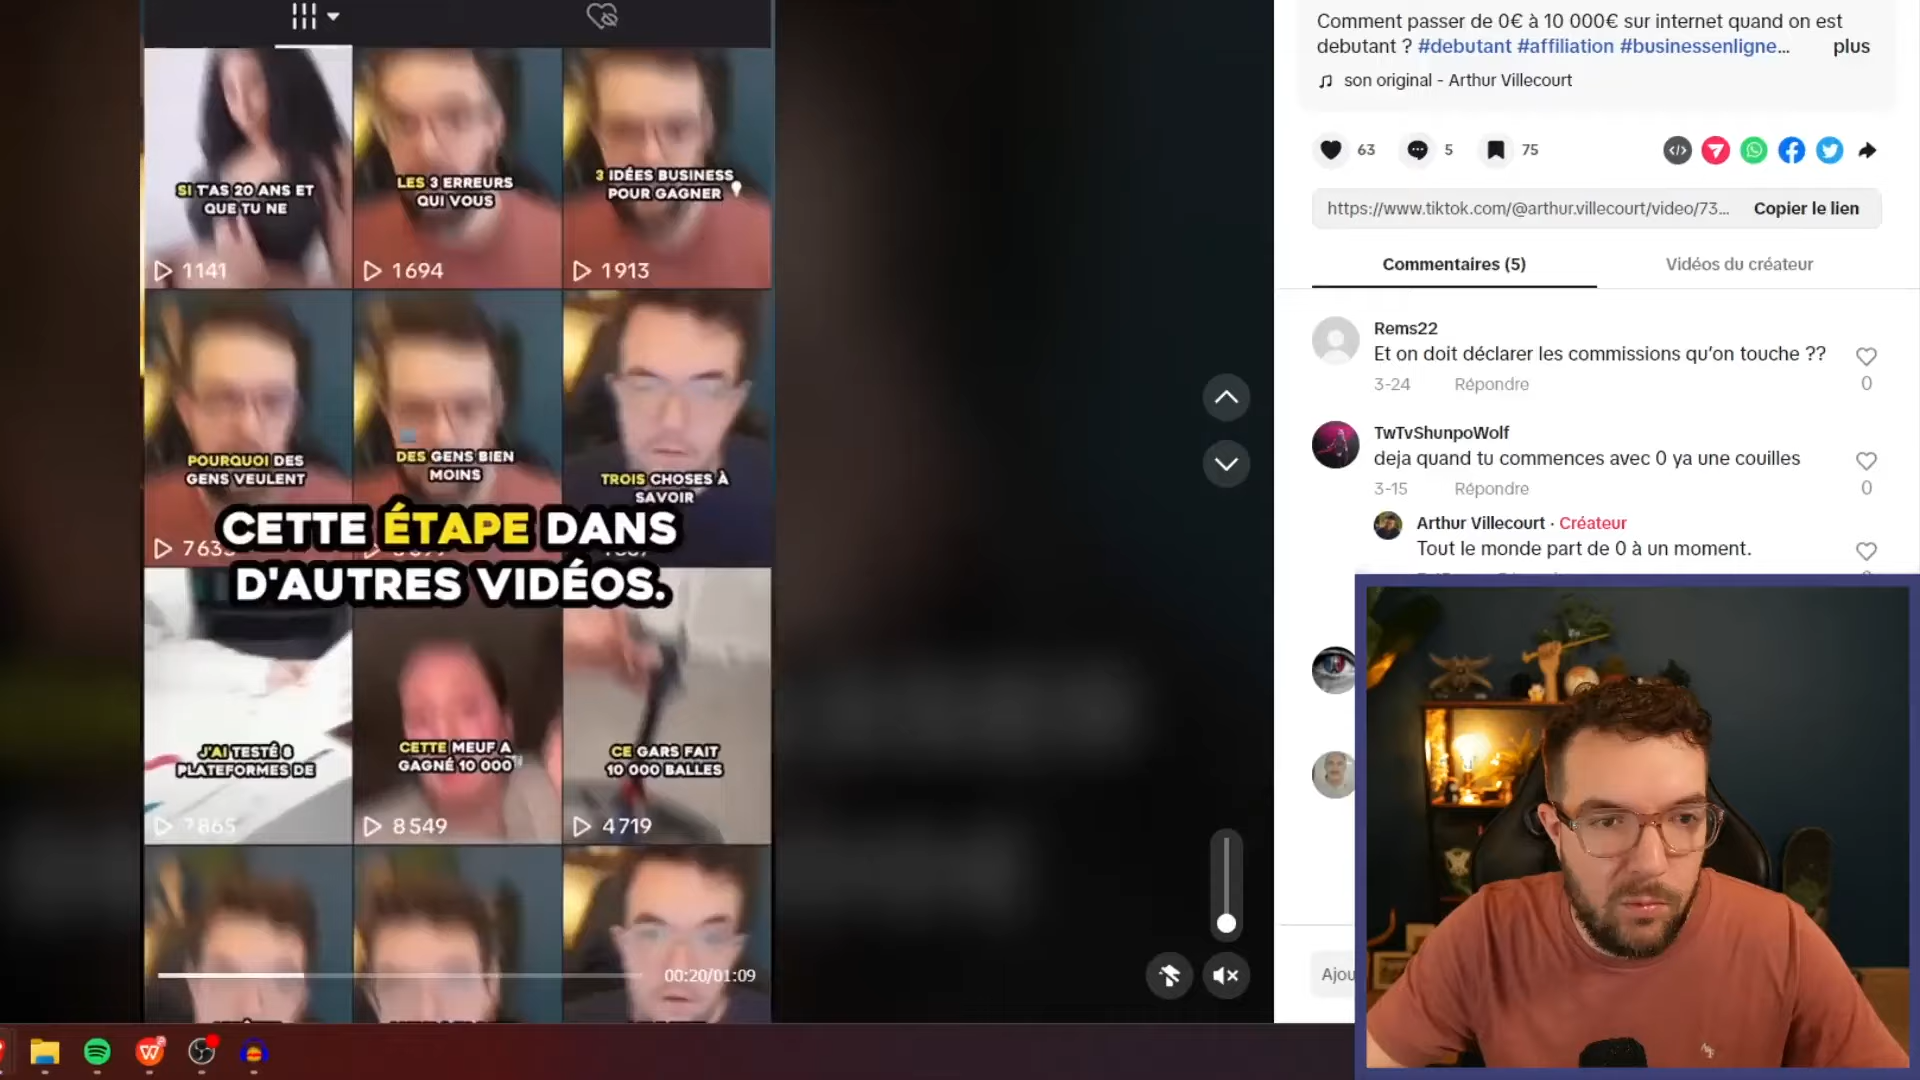 SI T'AS 20 ANS ET
QUE TU NE
1141
LES 3 ERREURS
QUI VOUS
1694
3 IDÉES BUSINESS
POUR GAGNER
1913
POURQUOI DES
GENS VEULENT
DES GENS BIEN
MOINS
TROIS CHOSES À
SAVOIR
CETTE ÉTAPE DANS
D'AUTRES VIDÉOS.
J'AI TESTÉ 8
PLATEFORMES DE
7865
CETTE MEUF A
GAGNÉ 10 000
8549
CE GARS FAIT
10 000 BALLES
4719
00:20/01:09
Comment passer de 0€ à 10 000€ sur internet quand on est
debutant ? #debutant #affiliation #businessenligne... plus
son original - Arthur Villecourt
63 5 75
https://www.tiktok.com/@arthur.villecourt/video/73... Copier le lien
Commentaires (5) Vidéos du créateur
Rems22
Et on doit déclarer les commissions qu'on touche ??
3-24 Répondre 0
TwTvShunpoWolf
deja quand tu commences avec 0 ya une couilles
3-15 Répondre 0
Arthur Villecourt · Créateur
Tout le monde part de 0 à un moment.
Ajou